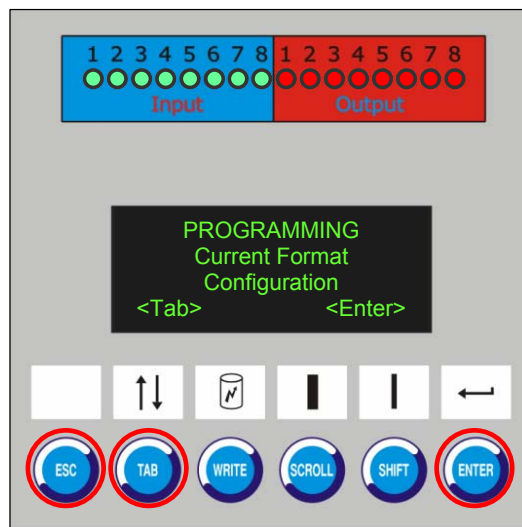 1 2 3 4 5 6 7 8 1 2 3 4 5 6 7 8
Input Output
PROGRAMMING
Current Format
Configuration
<Tab> <Enter>
ESC TAB WRITE SCROLL SHIFT ENTER